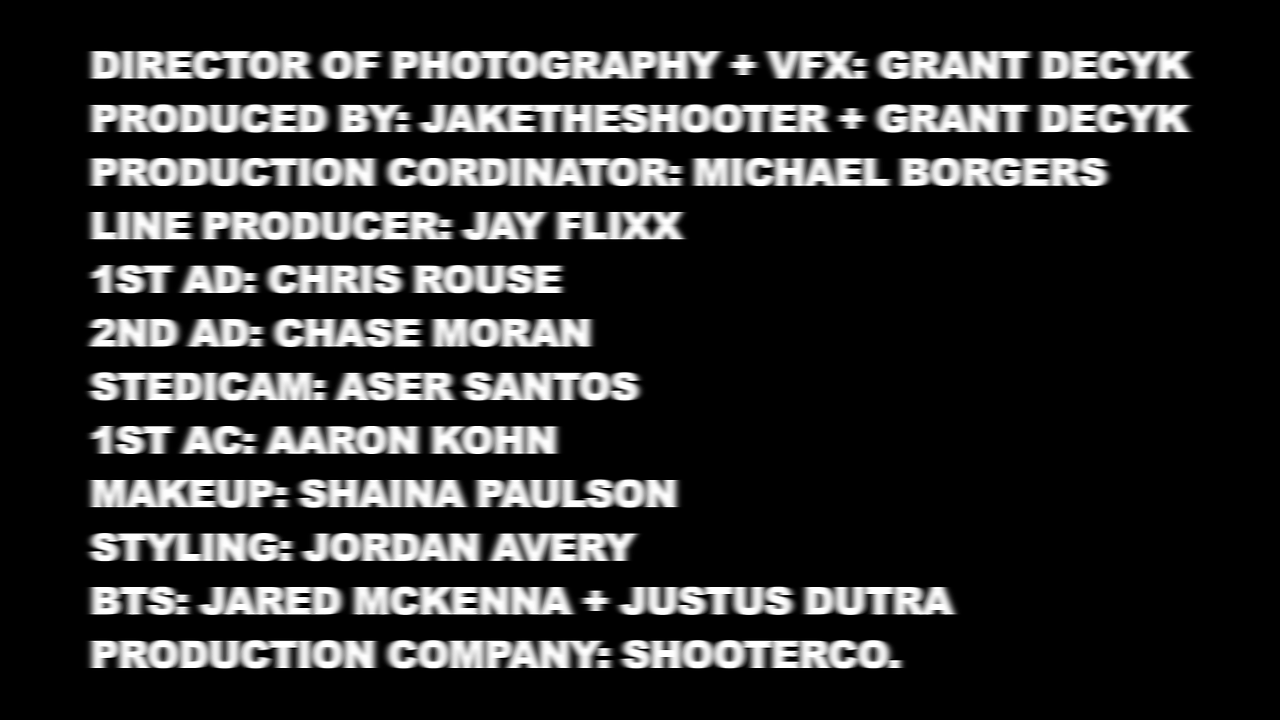 DIRECTOR OF PHOTOGRAPHY + VFX: GRANT DECYK
PRODUCED BY: JAKETHESHOOTER + GRANT DECYK
PRODUCTION CORDINATOR: MICHAEL BORGERS
LINE PRODUCER: JAY FLIXX
1ST AD: CHRIS ROUSE
2ND AD: CHASE MORAN
STEDICAM: ASER SANTOS
1ST AC: AARON KOHN
MAKEUP: SHAINA PAULSON
STYLING: JORDAN AVERY
BTS: JARED MCKENNA + JUSTUS DUTRA
PRODUCTION COMPANY: SHOOTERCO.